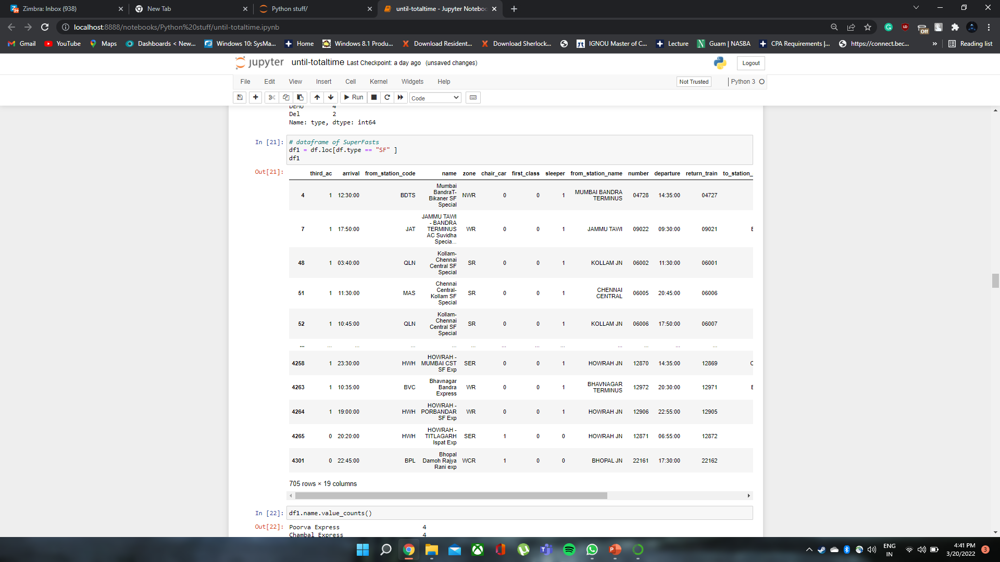 Zimbra: Inbox (938)
New Tab
Python stuff/
until-totaltime - Jupyter Notebook
localhost:8888/notebooks/Python%20stuff/until-totaltime.ipynb
Off
Gmail YouTube Maps Dashboards < New... Windows 10: SysMa... Home Windows 8.1 Produ... Download Resident... Download Sherlock... IGNOU Master of C... Lecture Guam | NASBA CPA Requirements |... https://connect.bec... » Reading list
jupyter until-totaltime Last Checkpoint: a day ago (unsaved changes) Logout
File Edit View Insert Cell Kernel Widgets Help Not Trusted Python 3
Run Code
DEMU 4
Del 2
Name: type, dtype: int64
In [21]: # dataframe of SuperFasts
df1 = df.loc[df.type == "SF" ]
df1
Out[21]:
third_ac arrival from_station_code name zone chair_car first_class sleeper from_station_name number departure return_train to_station_
4 1 12:30:00 BDTS Mumbai BandraT-Bikaner SF Special NWR 0 0 1 MUMBAI BANDRA TERMINUS 04728 14:35:00 04727
7 1 17:50:00 JAT JAMMU TAWI - BANDRA TERMINUS AC Suvidha Specia... WR 0 0 1 JAMMU TAWI 09022 09:30:00 09021
48 1 03:40:00 QLN Kollam-Chennai Central SF Special SR 0 0 1 KOLLAM JN 06002 11:30:00 06001
51 1 11:30:00 MAS Chennai Central-Kollam SF Special SR 0 0 1 CHENNAI CENTRAL 06005 20:45:00 06006
52 1 10:45:00 QLN Kollam-Chennai Central SF Special SR 0 0 1 KOLLAM JN 06006 17:50:00 06007
... ... ... ... ... ... ... ... ... ... ... ... ...
4258 1 23:30:00 HWH HOWRAH - MUMBAI CST SF Exp SER 0 0 1 HOWRAH JN 12870 14:35:00 12869
4263 1 10:35:00 BVC Bhavnagar Bandra Express WR 0 0 1 BHAVNAGAR TERMINUS 12972 20:30:00 12971
4264 1 19:00:00 HWH HOWRAH - PORBANDAR SF Exp WR 0 0 1 HOWRAH JN 12906 22:55:00 12905
4265 0 20:20:00 HWH HOWRAH - TITLAGARH Ispat Exp SER 1 0 0 HOWRAH JN 12871 06:55:00 12872
4301 0 22:45:00 BPL Bhopal Damoh Rajya Rani exp WCR 1 0 0 BHOPAL JN 22161 17:30:00 22162
705 rows × 19 columns
In [22]: df1.name.value_counts()
Out[22]: Poorva Express 4
Chambal Express 4
ENG
IN
4:41 PM
3/20/2022
3